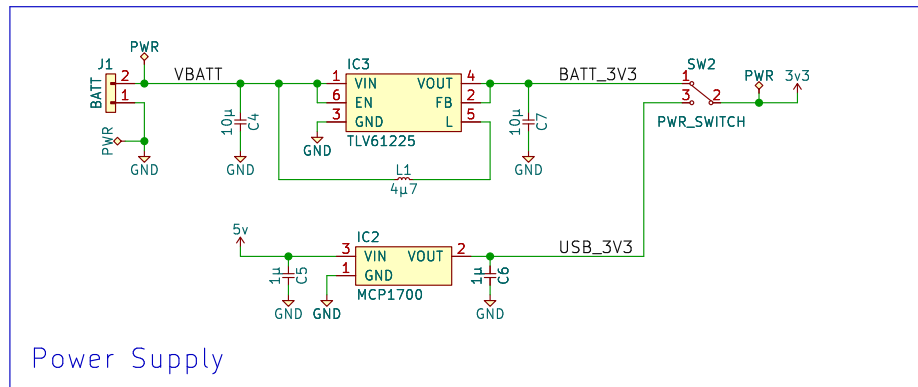 PWR
J1
2
VBATT
BATT
1
PWR
GND
10µ
C4
GND
IC3
1
VIN
VOUT
4
6
EN
FB
2
3
GND
L
5
TLV61225
GND
L1
4µ7
BATT_3V3
10µ
C7
GND
SW2
1
3
2
PWR_SWITCH
PWR
3v3
5v
1µ
C5
GND
IC2
3
VIN
VOUT
2
1
GND
MCP1700
GND
1µ
C6
GND
USB_3V3
Power Supply